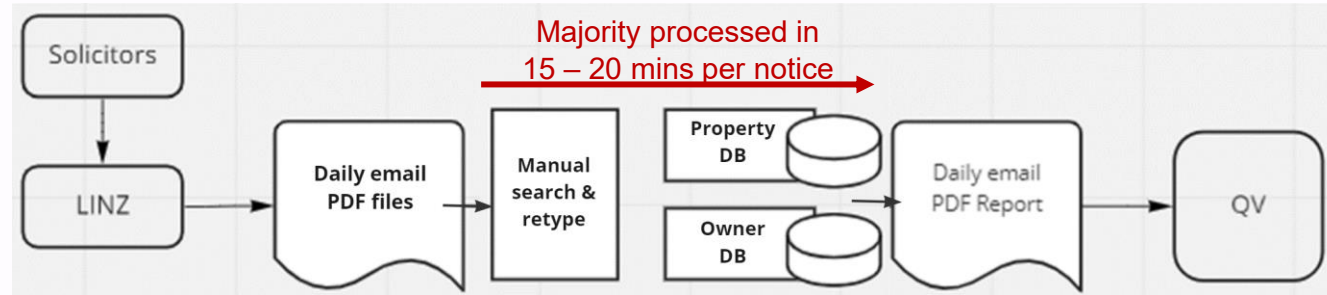 Majority processed in
15 – 20 mins per notice
Solicitors
LINZ
Daily email
PDF files
Manual
search &
retype
Property
DB
Owner
DB
Daily email
PDF Report
QV